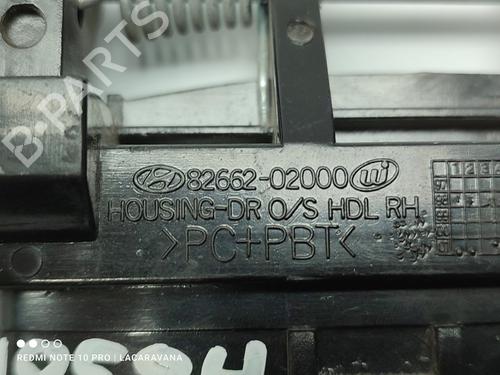 B-PARTS
82662-02000
HOUSING-DR O/S HDL RH
>PC+PBT<
REDMI NOTE 10 PRO | LACARAVANA